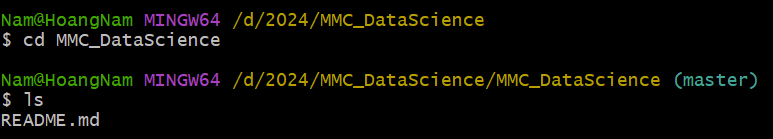 Nam@HoangNam MINGW64 /d/2024/MMC_DataScience
$ cd MMC_DataScience
Nam@HoangNam MINGW64 /d/2024/MMC_DataScience/MMC_DataScience (master)
$ ls
README.md